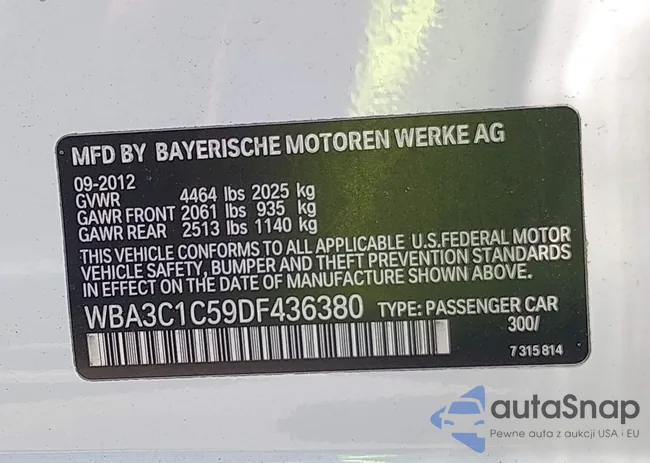 MFD BY BAYERISCHE MOTOREN WERKE AG
09-2012
GVWR 4464 lbs 2025 kg
GAWR FRONT 2061 lbs 935 kg
GAWR REAR 2513 lbs 1140 kg
THIS VEHICLE CONFORMS TO ALL APPLICABLE U.S.FEDERAL MOTOR
VEHICLE SAFETY, BUMPER AND THEFT PREVENTION STANDARDS
IN EFFECT ON THE DATE OF MANUFACTURE SHOWN ABOVE.
WBA3C1C59DF436380 TYPE: PASSENGER CAR
300/
7 315 814
autaSnap
Pewne auta z aukcji USA i EU